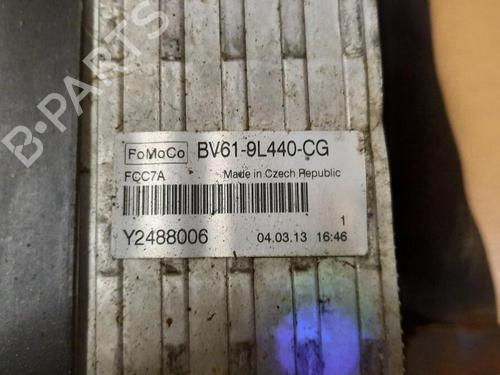 B-PARTS
FoMoCo BV61-9L440-CG
FCC7A Made in Czech Republic
1
Y2488006 04.03.13 16:46